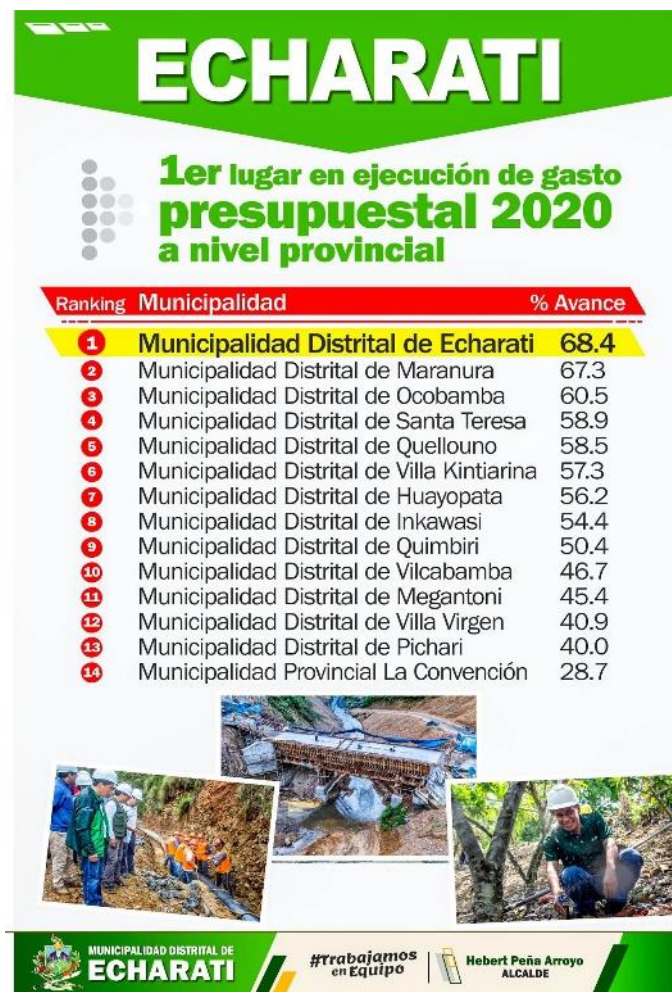 ECHARATI
1er lugar en ejecución de gasto
presupuestal 2020
a nivel provincial
Ranking Municipalidad % Avance
1 Municipalidad Distrital de Echarati 68.4
2 Municipalidad Distrital de Maranura 67.3
3 Municipalidad Distrital de Ocobamba 60.5
4 Municipalidad Distrital de Santa Teresa 58.9
5 Municipalidad Distrital de Quellouno 58.5
6 Municipalidad Distrital de Villa Kintiarina 57.3
7 Municipalidad Distrital de Huayopata 56.2
8 Municipalidad Distrital de Inkawasi 54.4
9 Municipalidad Distrital de Quimbiri 50.4
10 Municipalidad Distrital de Vilcabamba 46.7
11 Municipalidad Distrital de Megantoni 45.4
12 Municipalidad Distrital de Villa Virgen 40.9
13 Municipalidad Distrital de Pichari 40.0
14 Municipalidad Provincial La Convención 28.7
MUNICIPALIDAD DISTRITAL DE
ECHARATI
#Trabajamos
en Equipo
Hebert Peña Arroyo
ALCALDE